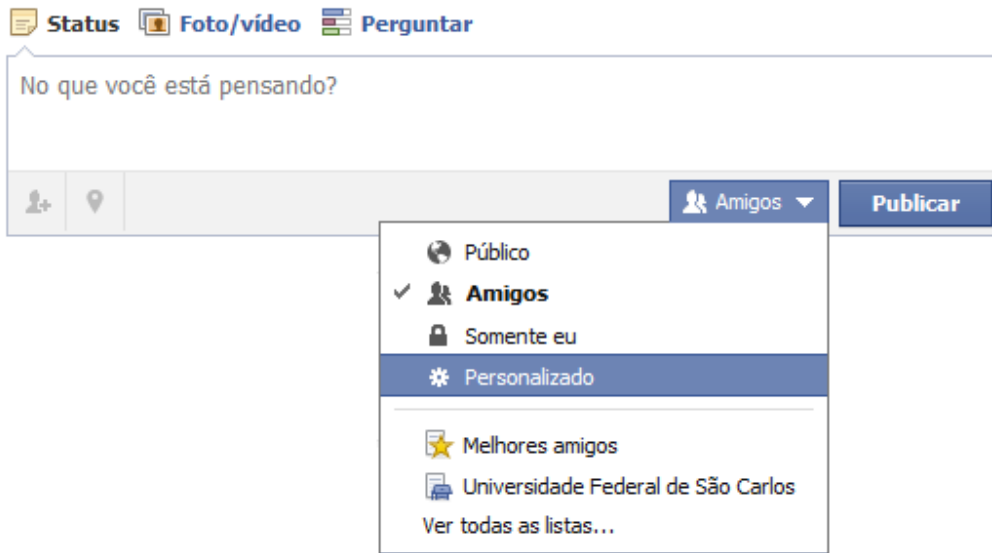 Status Foto/vídeo Perguntar
No que você está pensando?
Amigos Publicar
Público
Amigos
Somente eu
Personalizado
Melhores amigos
Universidade Federal de São Carlos
Ver todas as listas...